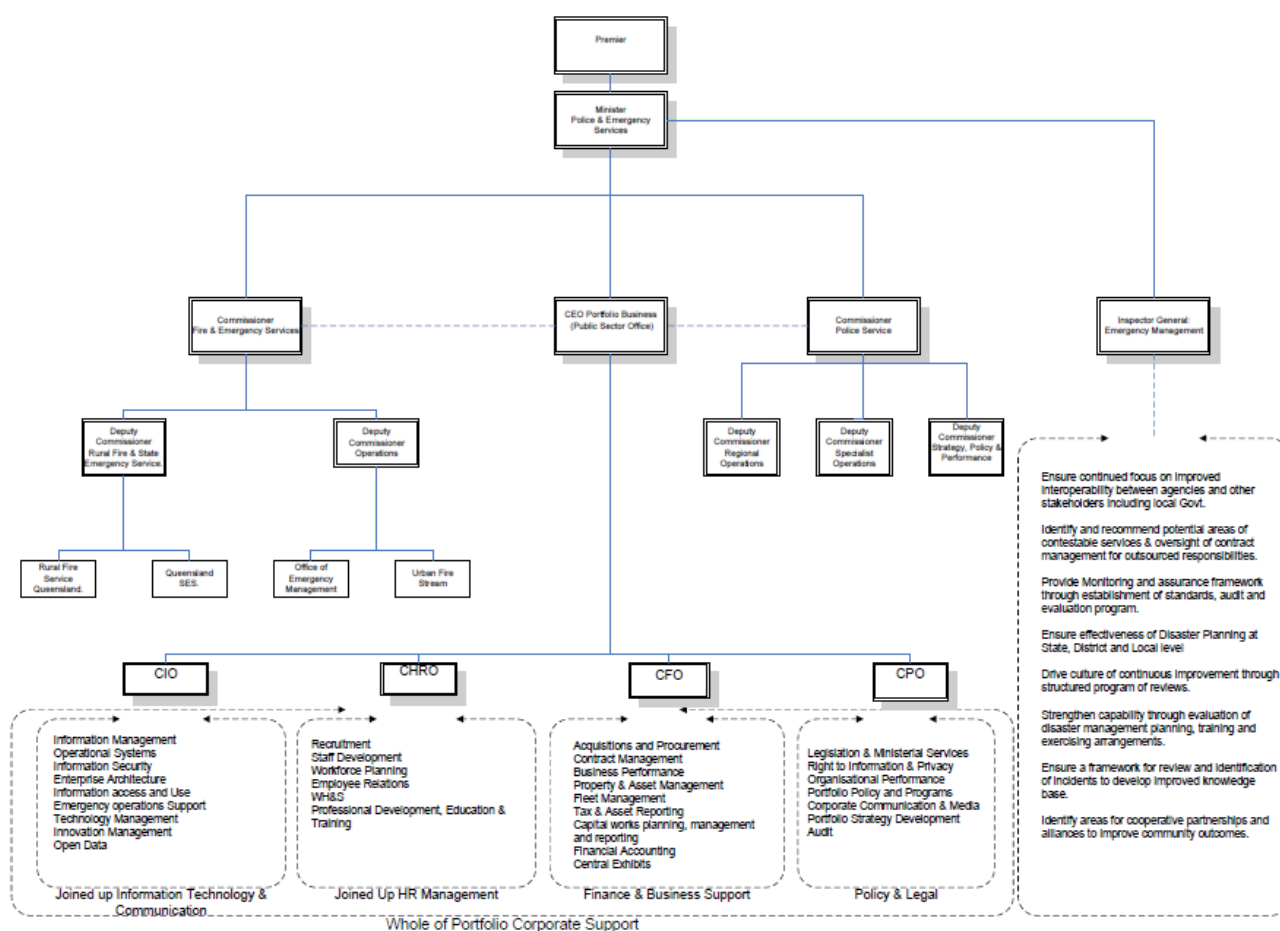 Premier
Minister
Police & Emergency
Services
Commissioner
Fire & Emergency Services
CEO Portfolio Business
(Public Sector Office)
Commissioner
Police Service
Inspector General:
Emergency Management
Deputy
Commissioner
Rural Fire & State
Emergency Service.
Deputy
Commissioner
Operations
Deputy
Commissioner
Regional
Operations
Deputy
Commissioner
Specialist
Operations
Deputy
Commissioner
Strategy, Policy &
Performance
Rural Fire
Service
Queensland.
Queensland
SES.
Office of
Emergency
Management
Urban Fire
Stream
Ensure continued focus on improved
interoperability between agencies and other
stakeholders including local Govt.
Identify and recommend potential areas of
contestable services & oversight of contract
management for outsourced responsibilities.
Provide Monitoring and assurance framework
through establishment of standards, audit and
evaluation program.
Ensure effectiveness of Disaster Planning at
State, District and Local level
Drive culture of continuous improvement through
structured program of reviews.
Strengthen capability through evaluation of
disaster management planning, training and
exercising arrangements.
Ensure a framework for review and identification
of incidents to develop improved knowledge
base.
Identify areas for cooperative partnerships and
alliances to improve community outcomes.
CIO
CHRO
CFO
CPO
Information Management
Operational Systems
Information Security
Enterprise Architecture
Information access and Use
Emergency operations Support
Technology Management
Innovation Management
Open Data
Recruitment
Staff Development
Workforce Planning
Employee Relations
WH&S
Professional Development, Education &
Training
Acquisitions and Procurement
Contract Management
Business Performance
Property & Asset Management
Fleet Management
Tax & Asset Reporting
Capital works planning, management
and reporting
Financial Accounting
Central Exhibits
Legislation & Ministerial Services
Right to Information & Privacy
Organisational Performance
Portfolio Policy and Programs
Corporate Communication & Media
Portfolio Strategy Development
Audit
Joined up Information Technology &
Communication
Joined Up HR Management
Finance & Business Support
Policy & Legal
Whole of Portfolio Corporate Support